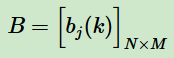 B = [b_j(k)]_{N×M}